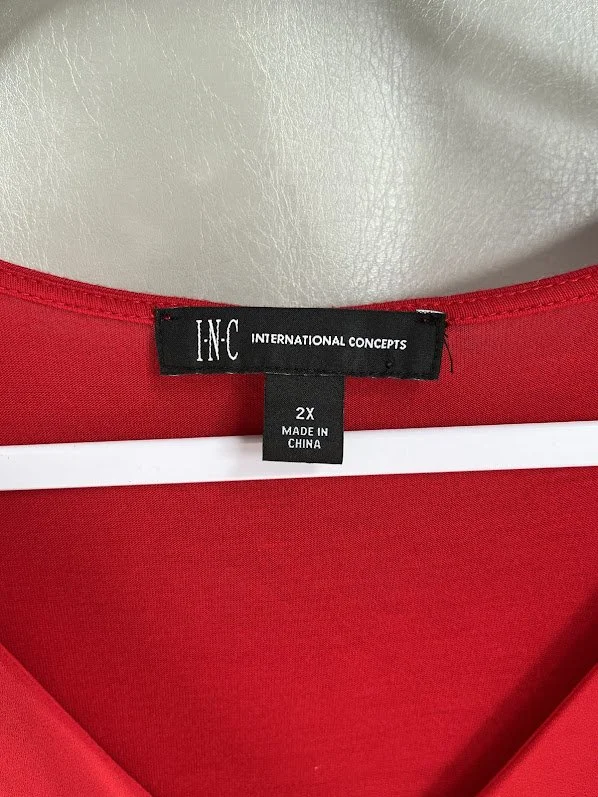 I·N·C INTERNATIONAL CONCEPTS
2X
MADE IN
CHINA